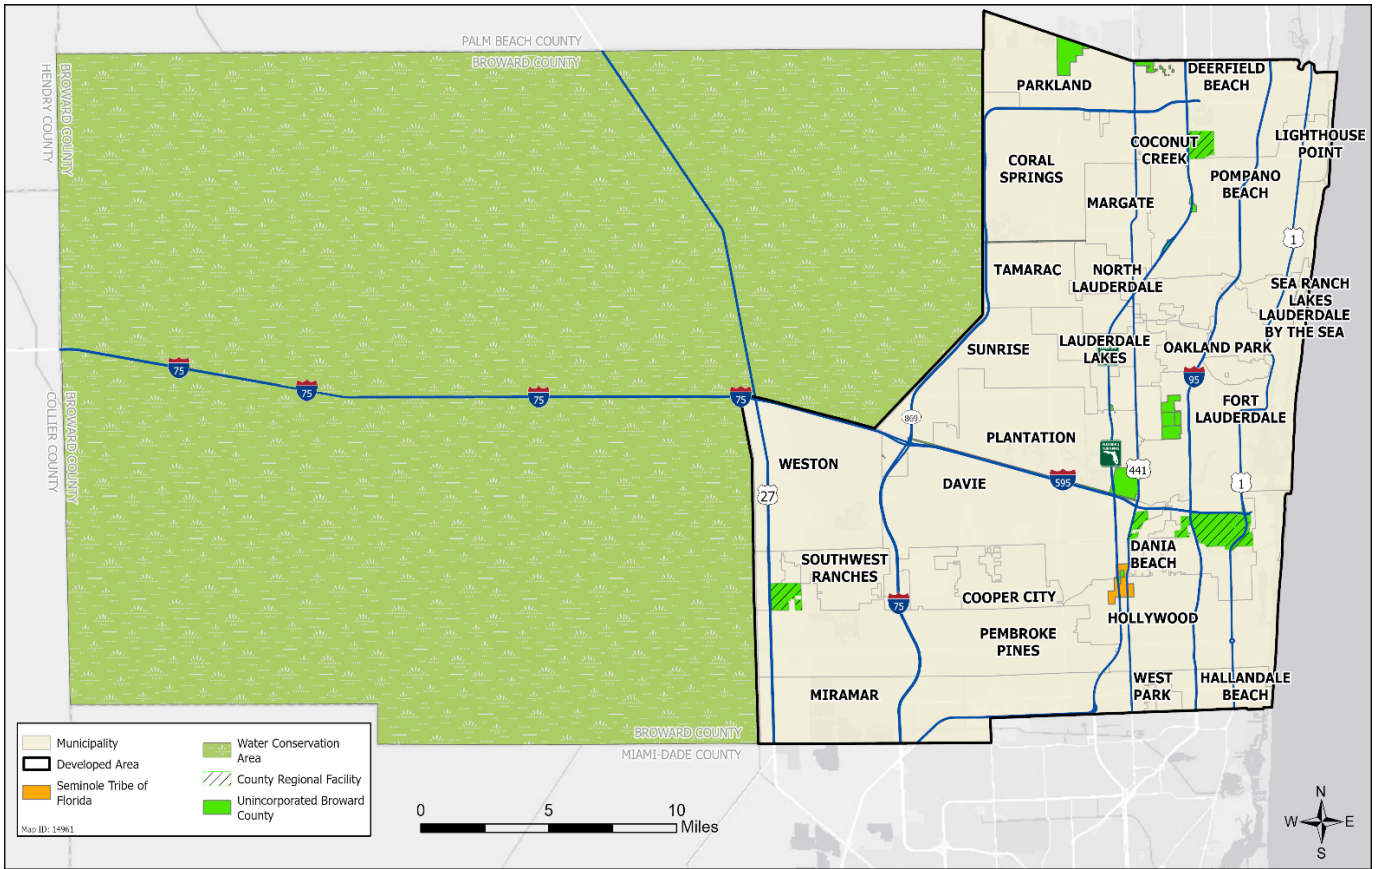 PALM BEACH COUNTY
BROWARD COUNTY
HENDRY COUNTY
BROWARD COUNTY
PARKLAND
DEERFIELD
BEACH
LIGHTHOUSE
POINT
COCONUT
CREEK
CORAL
SPRINGS
POMPANO
BEACH
MARGATE
1
TAMARAC
NORTH
LAUDERDALE
SEA RANCH
LAKES
LAUDERDALE
BY THE SEA
SUNRISE
LAUDERDALE
LAKES
OAKLAND PARK
75
75
75
75
95
COLLIER COUNTY
BROWARD COUNTY
869
FORT
LAUDERDALE
PLANTATION
WESTON
441
DAVIE
595
1
27
DANIA
BEACH
SOUTHWEST
RANCHES
COOPER CITY
75
HOLLYWOOD
PEMBROKE
PINES
MIRAMAR
WEST
PARK
HALLANDALE
BEACH
BROWARD COUNTY
MIAMI-DADE COUNTY
Municipality
Developed Area
Seminole Tribe of
Florida
Water Conservation
Area
County Regional Facility
Unincorporated Broward
County
Map ID: 14961
0 5 10
Miles
N
W E
S